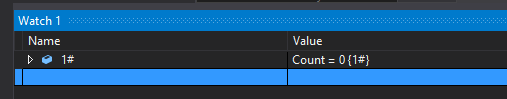 Watch 1
Name Value
1# Count = 0 {1#}